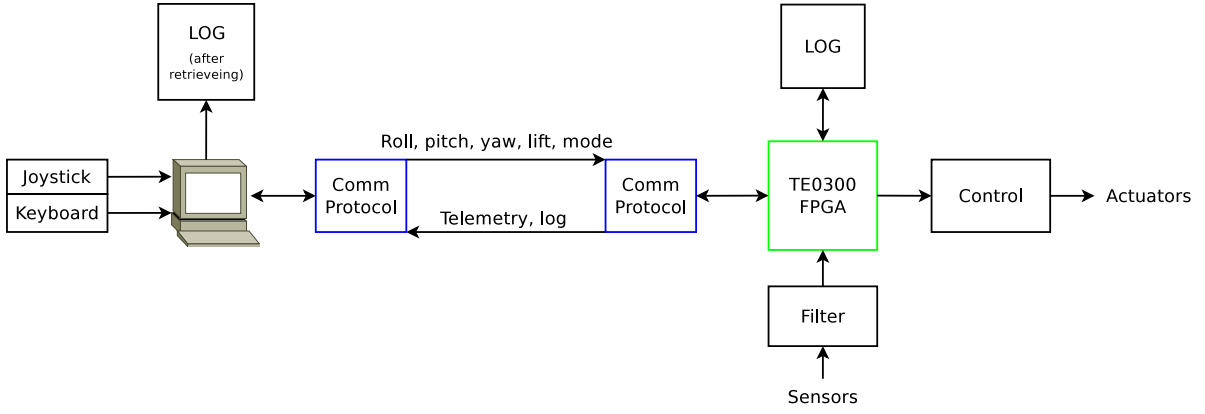 LOG
(after
retrieveing)
LOG
Roll, pitch, yaw, lift, mode
Joystick
Keyboard
Comm
Protocol
Comm
Protocol
Telemetry, log
TE0300
FPGA
Control
Actuators
Filter
Sensors